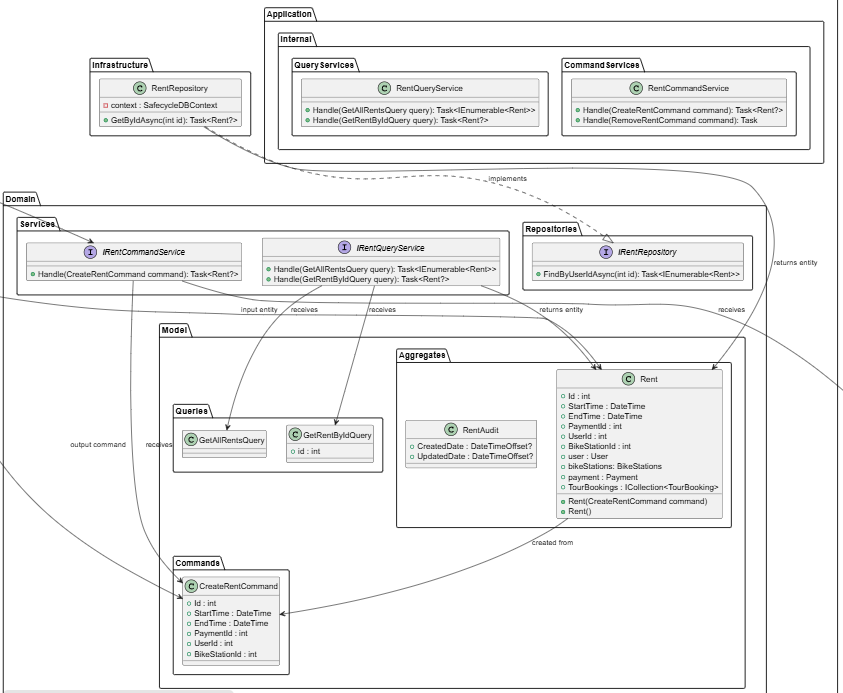 Application
Internal
Infrastructure
QueryServices
CommandServices
C RentRepository
C RentQueryService
C RentCommandService
context : SafecycleDBContext
GetByIdAsync(int id): Task<Rent?>
Handle(GetAllRentsQuery query): Task<IEnumerable<Rent>>
Handle(GetRentByIdQuery query): Task<Rent?>
Handle(CreateRentCommand command): Task<Rent?>
Handle(RemoveRentCommand command): Task
implements
Domain
Services
Repositories
I IRentCommandService
Handle(CreateRentCommand command): Task<Rent?>
I IRentQueryService
Handle(GetAllRentsQuery query): Task<IEnumerable<Rent>>
Handle(GetRentByIdQuery query): Task<Rent?>
I IRentRepository
FindByUserIdAsync(int id): Task<IEnumerable<Rent>>
returns entity
input entity
receives
receives
returns entity
receives
Model
Aggregates
Queries
C GetAllRentsQuery
C GetRentByIdQuery
id : int
C RentAudit
CreatedDate : DateTimeOffset?
UpdatedDate : DateTimeOffset?
C Rent
Id : int
StartTime : DateTime
EndTime : DateTime
PaymentId : int
UserId : int
BikeStationId : int
user : User
bikeStations: BikeStations
payment : Payment
TourBookings : ICollection<TourBooking>
Rent(CreateRentCommand command)
Rent()
output command
receives
created from
Commands
C CreateRentCommand
Id : int
StartTime : DateTime
EndTime : DateTime
PaymentId : int
UserId : int
BikeStationId : int